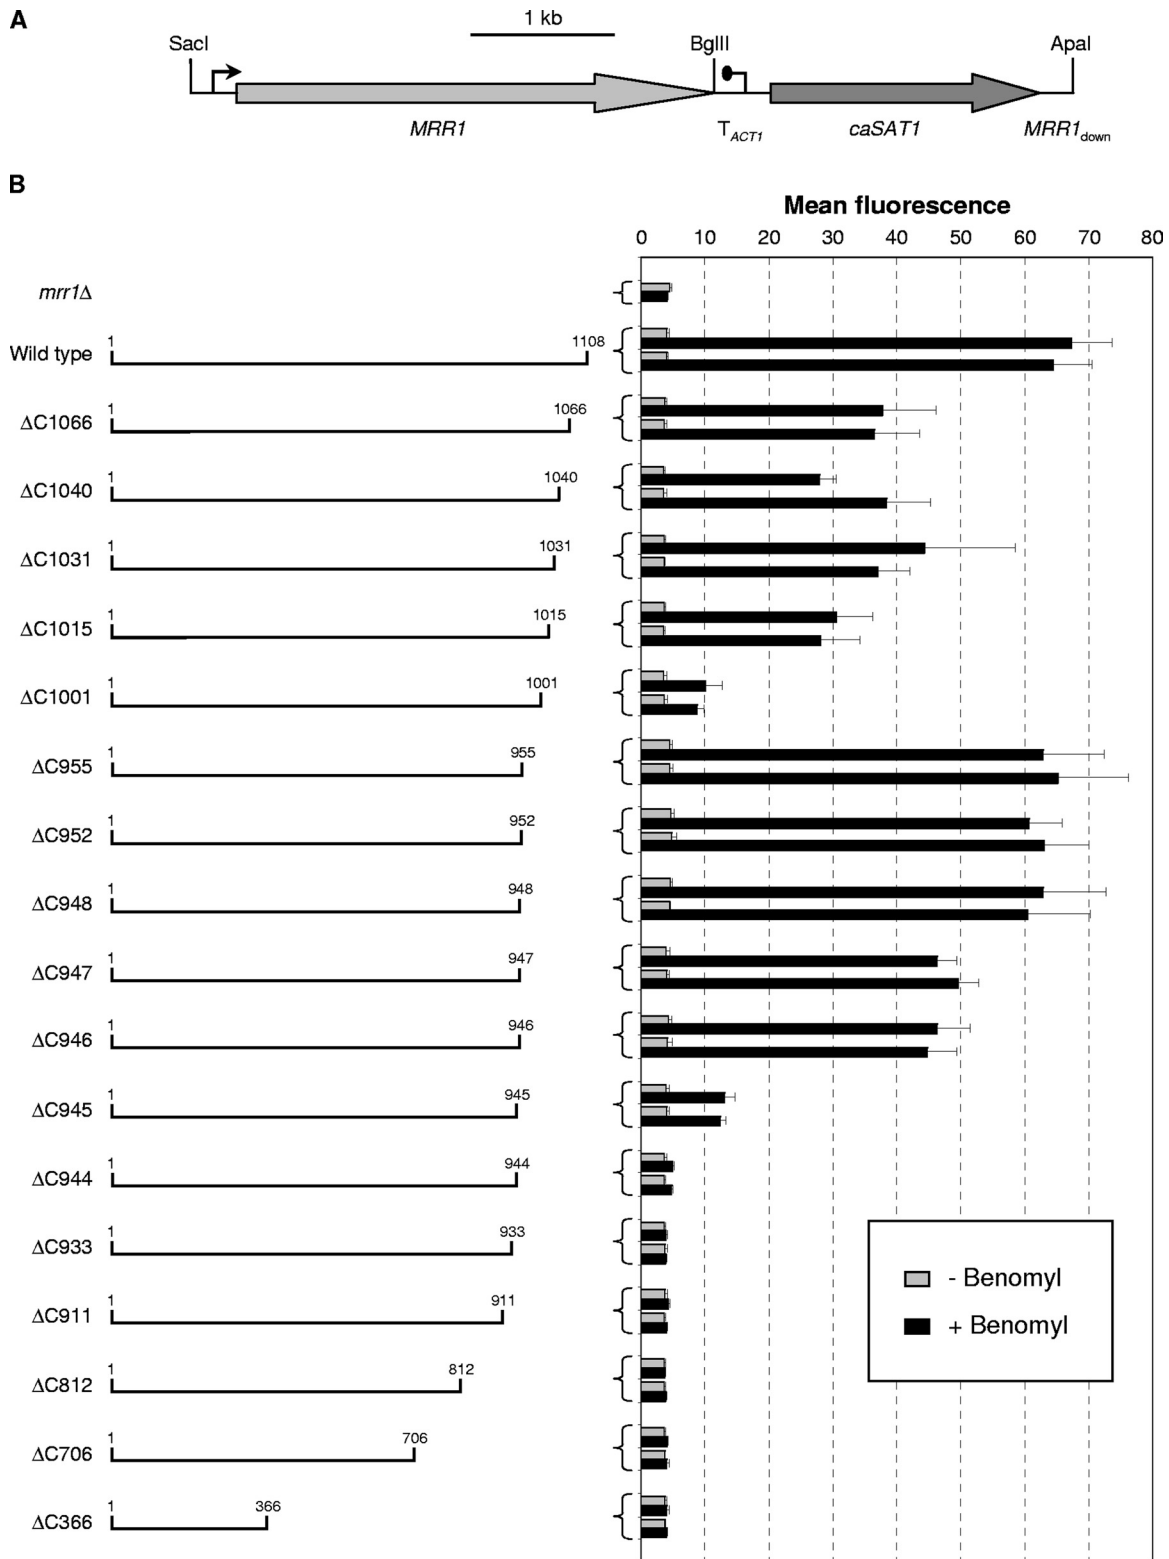 A
1 kb
SacI
BglII
ApaI
MRR1
TACT1
caSAT1
MRR1down
B
Mean fluorescence
0 10 20 30 40 50 60 70 80
mrr1Δ
1 1108
Wild type
1 1066
ΔC1066
1 1040
ΔC1040
1 1031
ΔC1031
1 1015
ΔC1015
1 1001
ΔC1001
1 955
ΔC955
1 952
ΔC952
1 948
ΔC948
1 947
ΔC947
1 946
ΔC946
1 945
ΔC945
1 944
ΔC944
1 933
ΔC933
1 911
ΔC911
1 812
ΔC812
1 706
ΔC706
1 366
ΔC366
- Benomyl
+ Benomyl